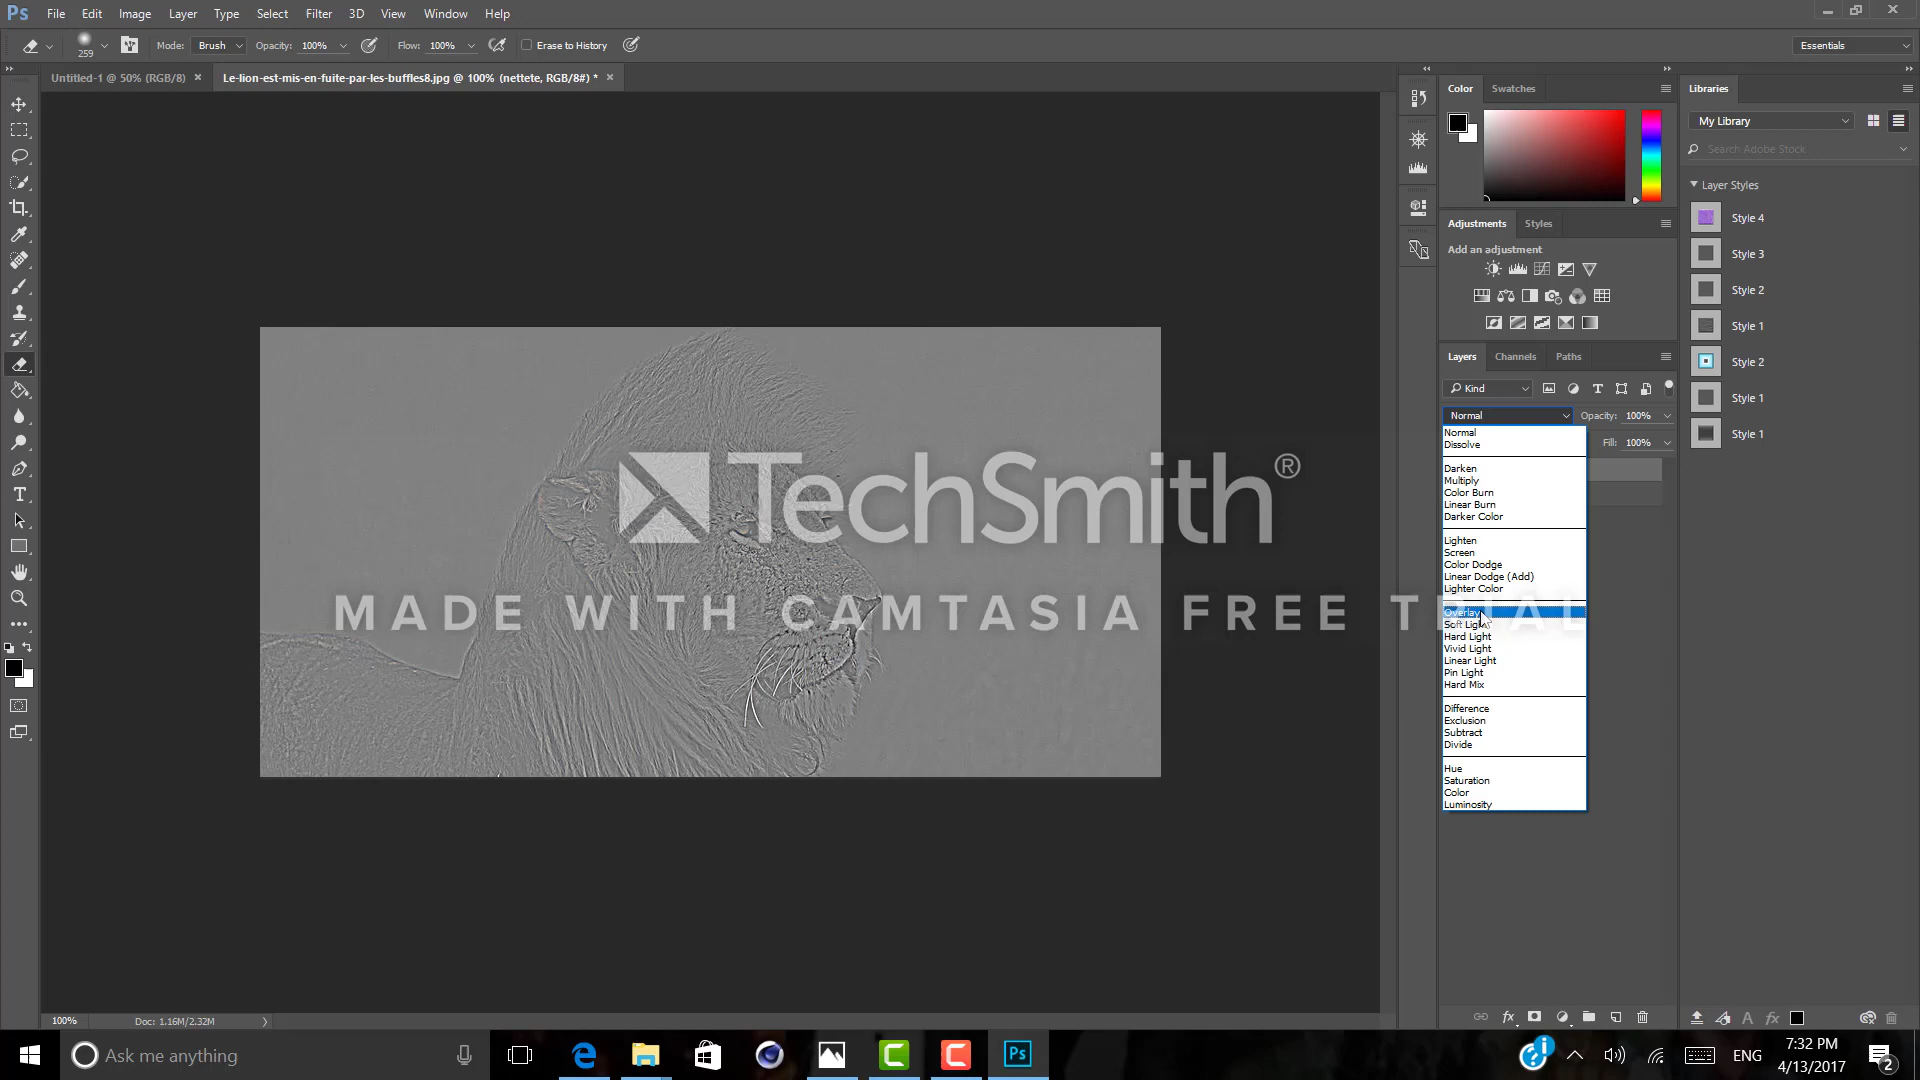 Ps File Edit Image Layer Type Select Filter 3D View Window Help
259 Mode: Brush Opacity: 100% Flow: 100% Erase to History Essentials
Untitled-1 @ 50% (RGB/8) × Le-lion-est-mis-en-fuite-par-les-buffles8.jpg @ 100% (nettete, RGB/8#) * ×
Color Swatches
Libraries
My Library
Search Adobe Stock
Layer Styles
Style 4
Style 3
Style 2
Style 1
Style 2
Style 1
Style 1
Adjustments Styles
Add an adjustment
Layers Channels Paths
Kind
Normal Opacity: 100%
Fill: 100%
Normal
Dissolve
Darken
Multiply
Color Burn
Linear Burn
Darker Color
Lighten
Screen
Color Dodge
Linear Dodge (Add)
Lighter Color
Overlay
Soft Light
Hard Light
Vivid Light
Linear Light
Pin Light
Hard Mix
Difference
Exclusion
Subtract
Divide
Hue
Saturation
Color
Luminosity
TechSmith®
MADE WITH CAMTASIA FREE TRIAL
100% Doc: 1.16M/2.32M
Ask me anything
Ps
ENG
7:32 PM
4/13/2017
2